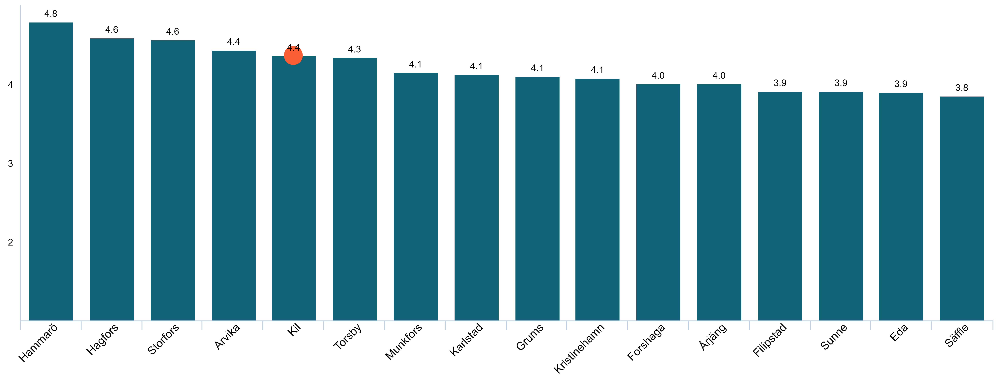 4.8
4.6
4.6
4.4
4.4
4.3
4.1
4.1
4.1
4.1
4.0
4.0
3.9
3.9
3.9
3.8
4
3
2
Hammarö
Hagfors
Storfors
Arvika
Kil
Torsby
Munkfors
Karlstad
Grums
Kristinehamn
Forshaga
Årjäng
Filipstad
Sunne
Eda
Säffle